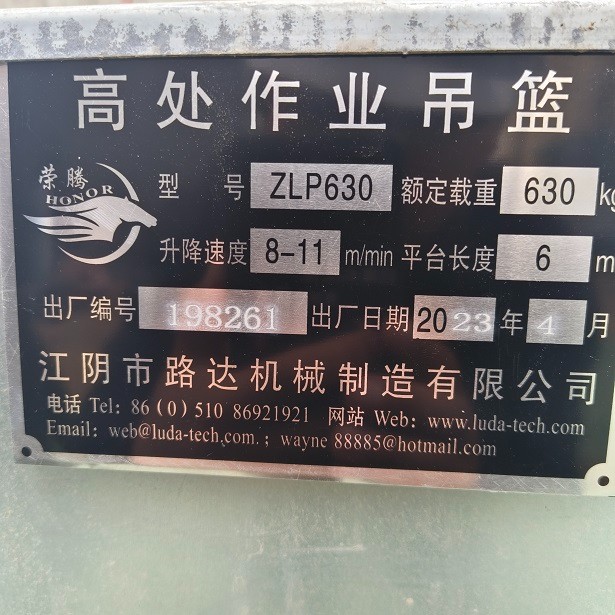 高处作业吊篮
荣腾
HONOR
型 号 ZLP630 额定载重 630 kg
升降速度 8-11 m/min 平台长度 6 m
出厂编号 198261 出厂日期 2023 年 4 月
江阴市路达机械制造有限公司
电话 Tel: 86 (0) 510 86921921 网站 Web: www.luda-tech.com
Email: web@luda-tech.com. ; wayne 88885@hotmail.com